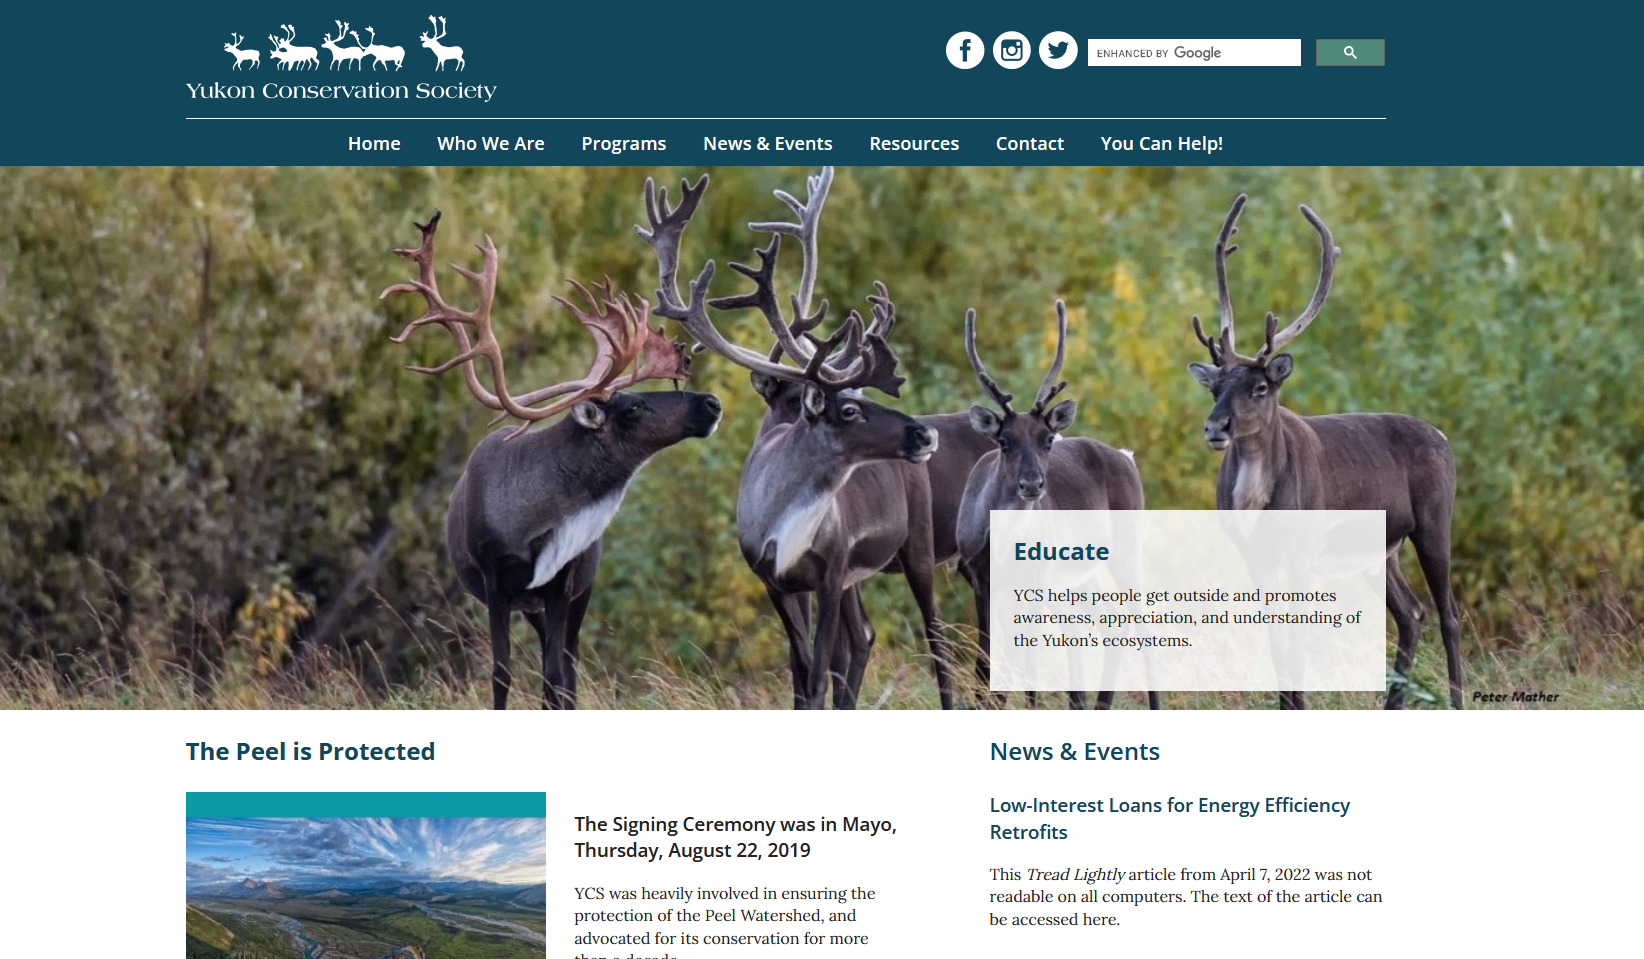 Yukon Conservation Society
ENHANCED BY Google
Home Who We Are Programs News & Events Resources Contact You Can Help!
Educate
YCS helps people get outside and promotes
awareness, appreciation, and understanding of
the Yukon’s ecosystems.
Peter Mather
The Peel is Protected
The Signing Ceremony was in Mayo,
Thursday, August 22, 2019
YCS was heavily involved in ensuring the
protection of the Peel Watershed, and
advocated for its conservation for more
than a decade.
News & Events
Low-Interest Loans for Energy Efficiency
Retrofits
This Tread Lightly article from April 7, 2022 was not
readable on all computers. The text of the article can
be accessed here.